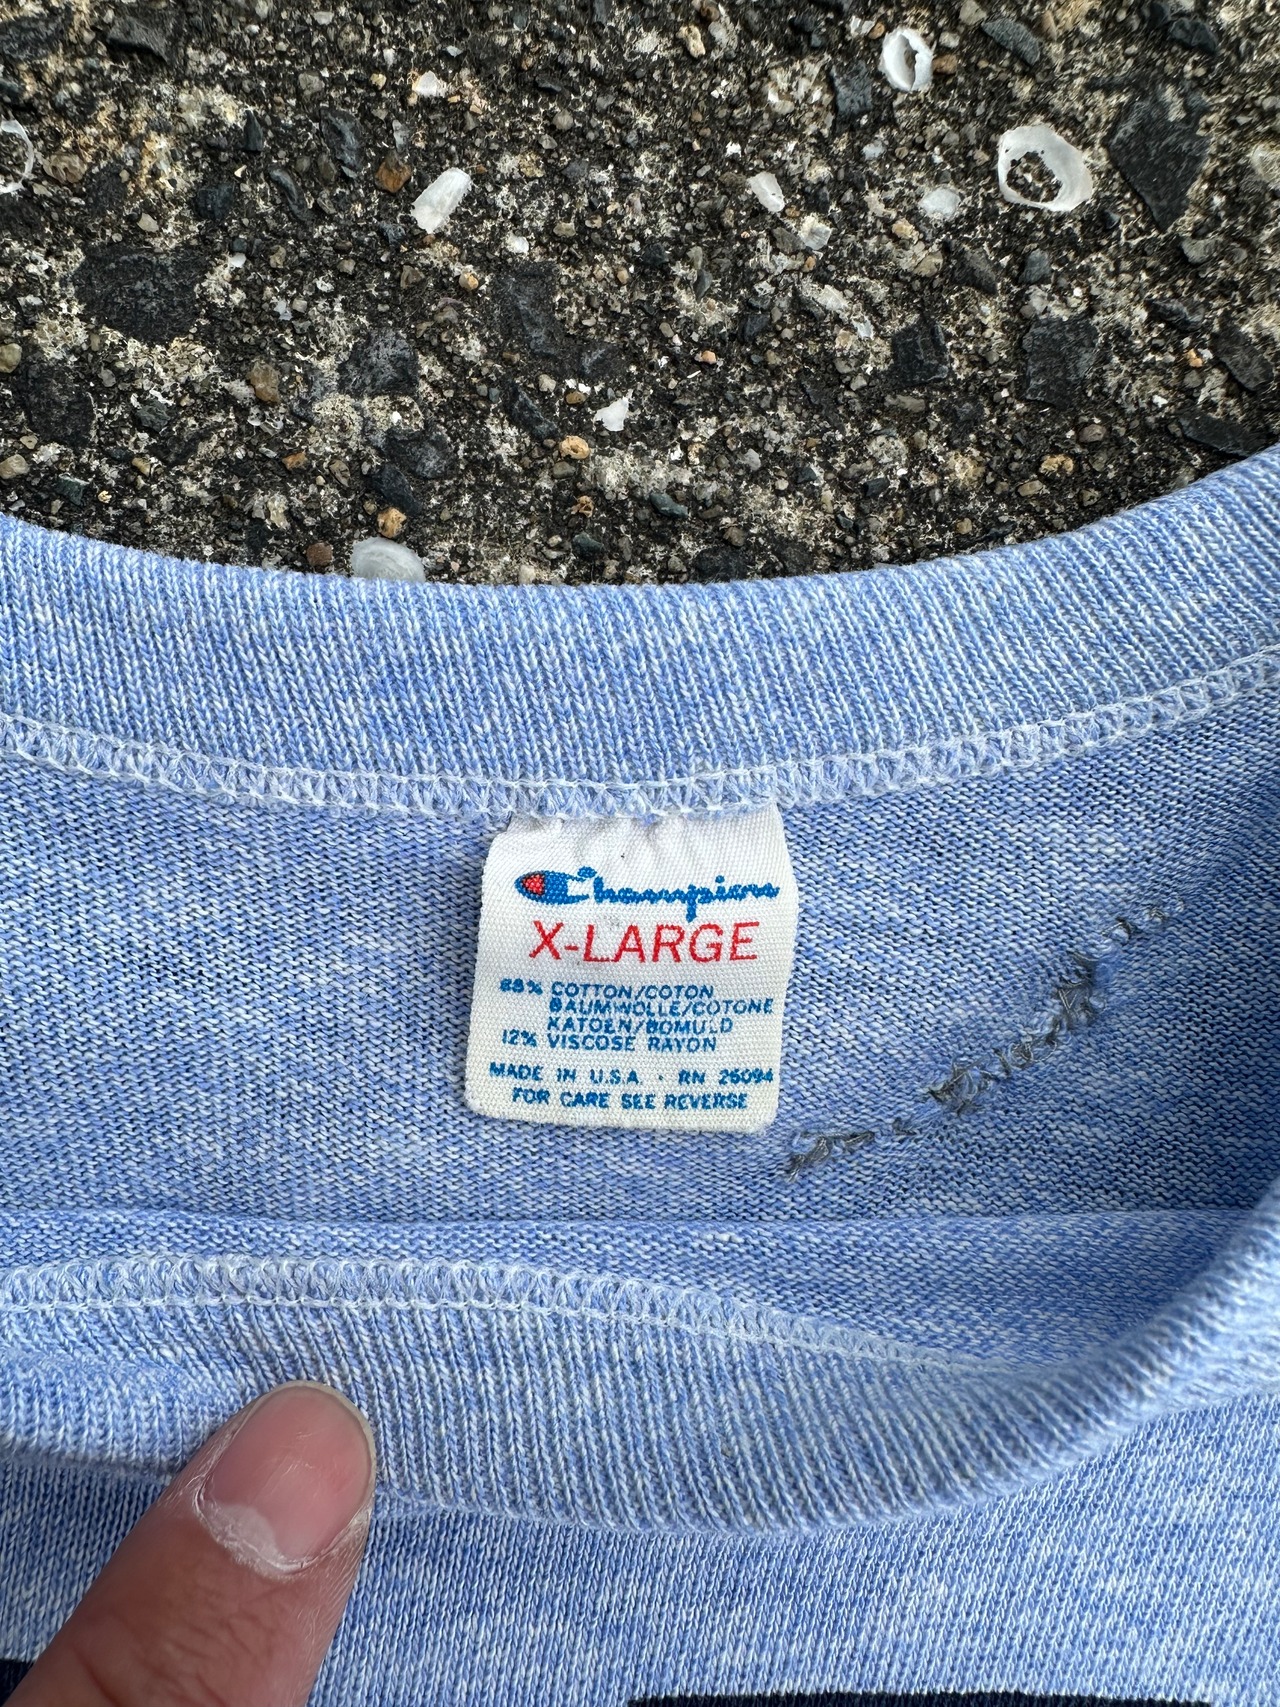 Champion
X-LARGE
88% COTTON/COTON
BAUMWOLLE/COTONE
KATOEN/BOMULD
12% VISCOSE RAYON
MADE IN U.S.A. · RN 26094
FOR CARE SEE REVERSE